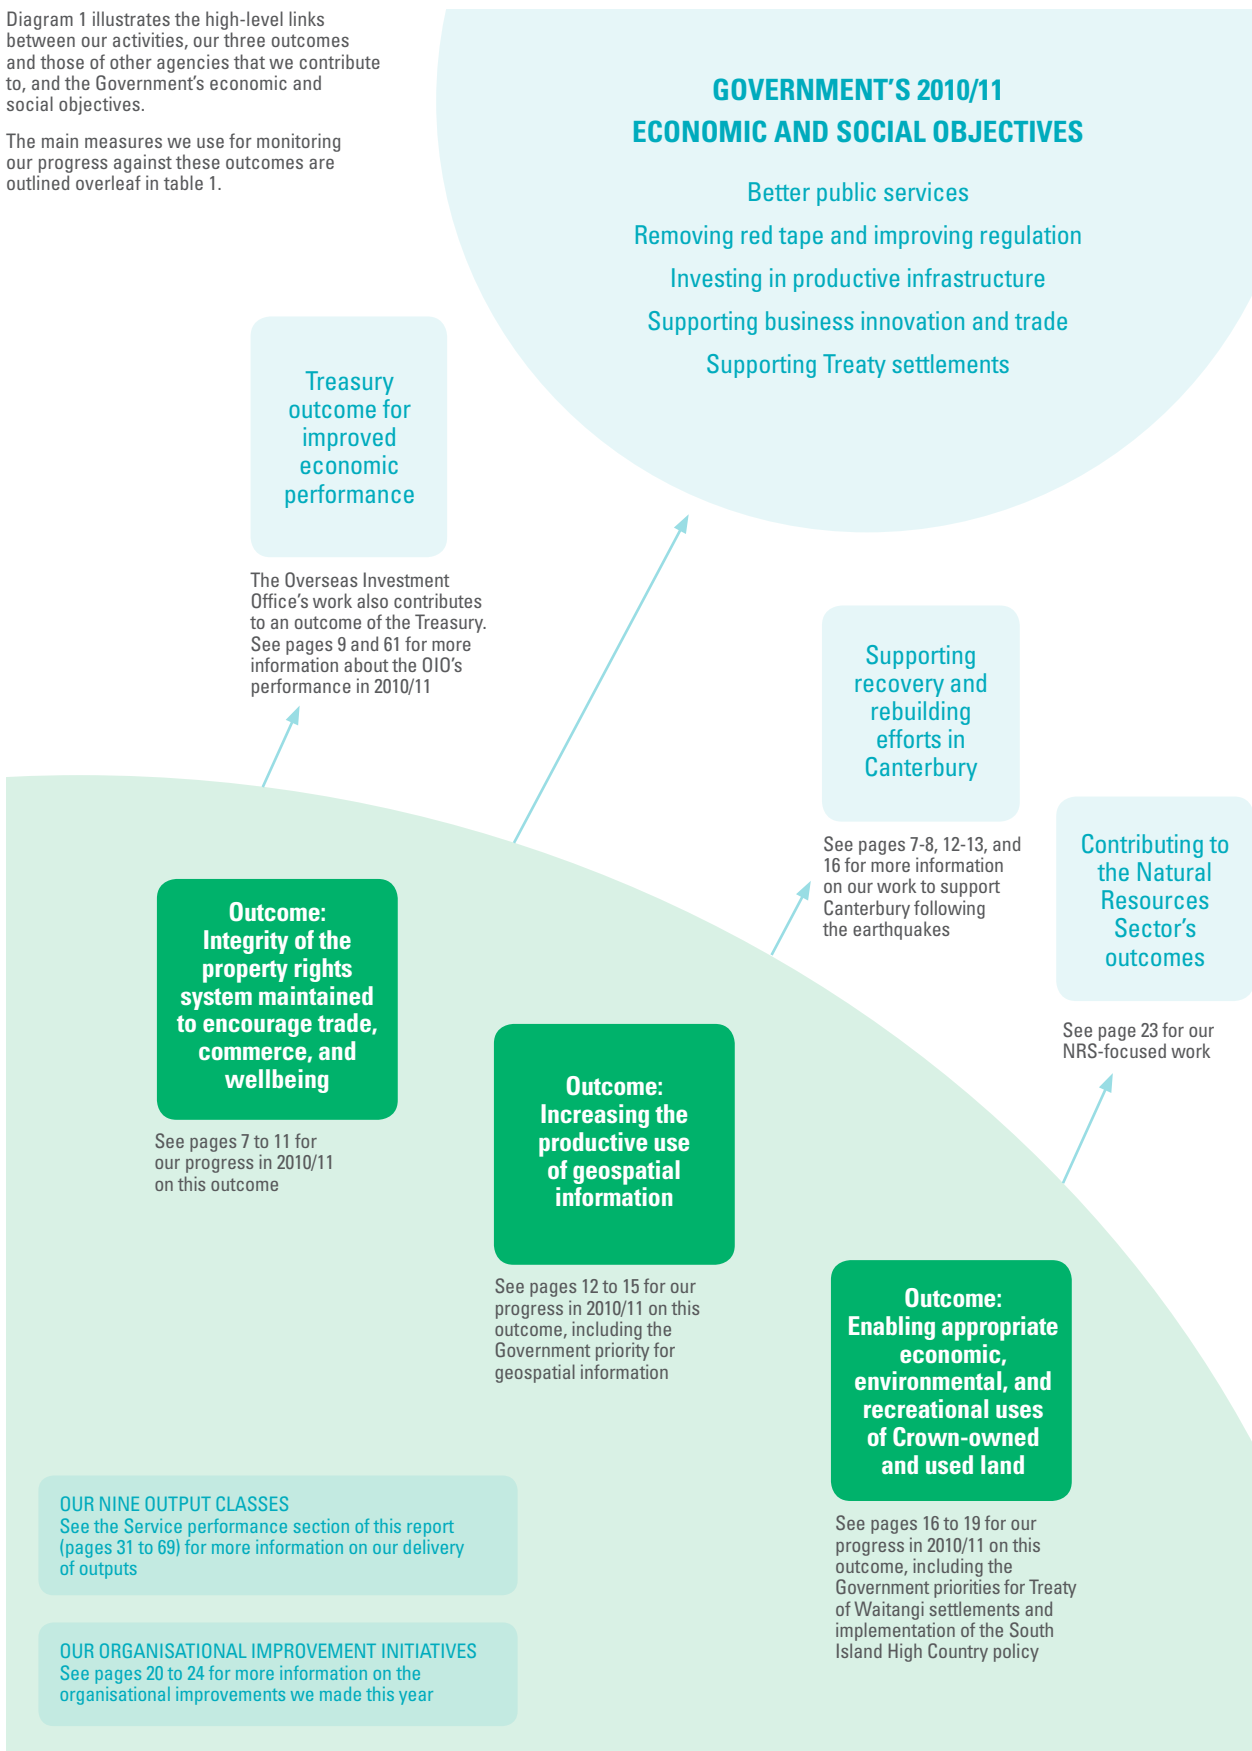 Diagram 1 illustrates the high-level links
between our activities, our three outcomes
and those of other agencies that we contribute
to, and the Government's economic and
social objectives.
The main measures we use for monitoring
our progress against these outcomes are
outlined overleaf in table 1.
GOVERNMENT'S 2010/11
ECONOMIC AND SOCIAL OBJECTIVES
Better public services
Removing red tape and improving regulation
Investing in productive infrastructure
Supporting business innovation and trade
Supporting Treaty settlements
Treasury
outcome for
improved
economic
performance
The Overseas Investment
Office's work also contributes
to an outcome of the Treasury.
See pages 9 and 61 for more
information about the OIO's
performance in 2010/11
Supporting
recovery and
rebuilding
efforts in
Canterbury
See pages 7-8, 12-13, and
16 for more information
on our work to support
Canterbury following
the earthquakes
Contributing to
the Natural
Resources
Sector's
outcomes
See page 23 for our
NRS-focused work
Outcome:
Integrity of the
property rights
system maintained
to encourage trade,
commerce, and
wellbeing
See pages 7 to 11 for
our progress in 2010/11
on this outcome
Outcome:
Increasing the
productive use
of geospatial
information
See pages 12 to 15 for our
progress in 2010/11 on this
outcome, including the
Government priority for
geospatial information
Outcome:
Enabling appropriate
economic,
environmental, and
recreational uses
of Crown-owned
and used land
See pages 16 to 19 for our
progress in 2010/11 on this
outcome, including the
Government priorities for Treaty
of Waitangi settlements and
implementation of the South
Island High Country policy
OUR NINE OUTPUT CLASSES
See the Service performance section of this report
(pages 31 to 69) for more information on our delivery
of outputs
OUR ORGANISATIONAL IMPROVEMENT INITIATIVES
See pages 20 to 24 for more information on the
organisational improvements we made this year